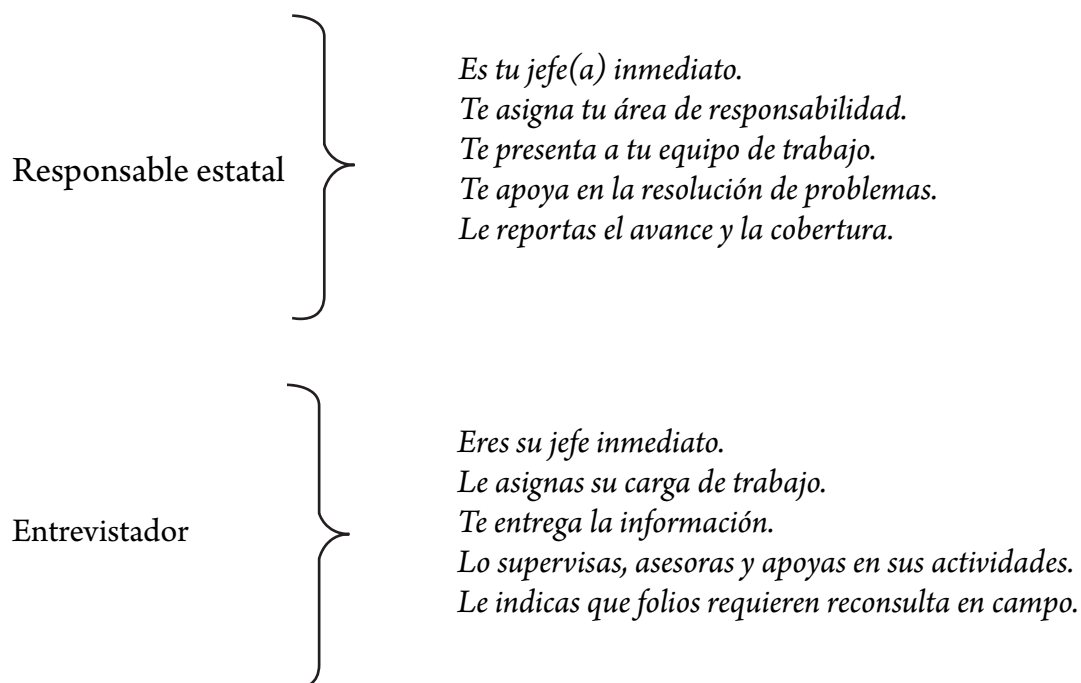 Responsable estatal
Es tu jefe(a) inmediato.
Te asigna tu área de responsabilidad.
Te presenta a tu equipo de trabajo.
Te apoya en la resolución de problemas.
Le reportas el avance y la cobertura.
Entrevistador
Eres su jefe inmediato.
Le asignas su carga de trabajo.
Te entrega la información.
Lo supervisas, asesoras y apoyas en sus actividades.
Le indicas que folios requieren reconsulta en campo.